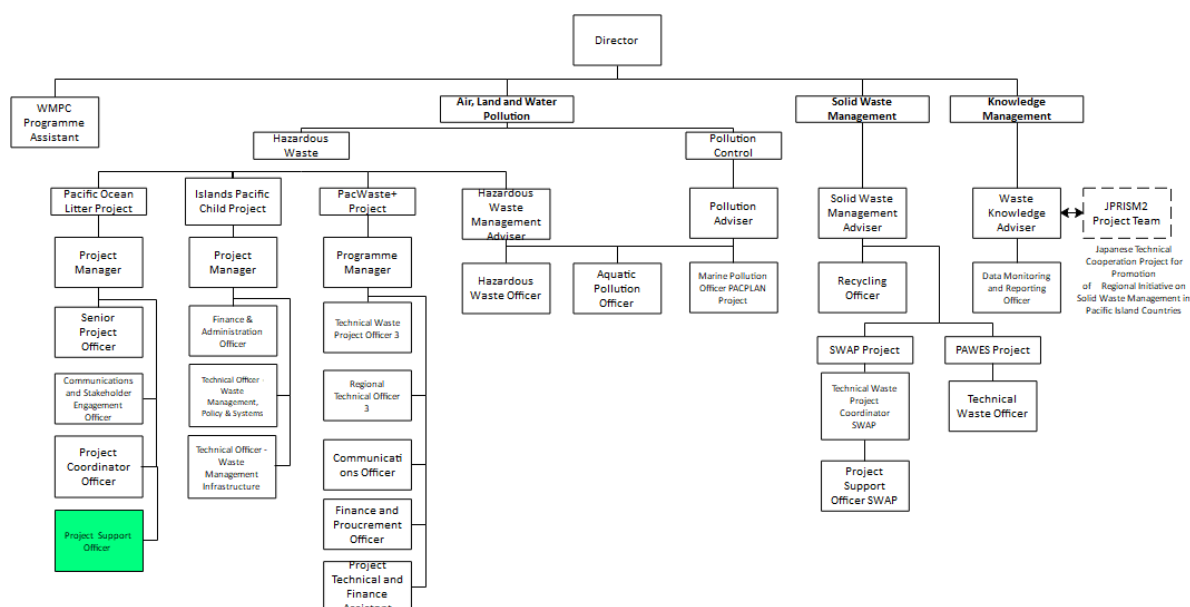 Director
WMPC
Programme
Assistant
Air, Land and Water
Pollution
Solid Waste
Management
Knowledge
Management
Hazardous
Waste
Pollution
Control
Pacific Ocean
Litter Project
Islands Pacific
Child Project
PacWaste+
Project
Hazardous
Waste
Management
Adviser
Pollution
Adviser
Solid Waste
Management
Adviser
Waste
Knowledge
Adviser
JPRISM2
Project Team
Japanese Technical
Cooperation Project for
Promotion
of Regional Initiative on
Solid Waste Management in
Pacific Island Countries
Project
Manager
Project
Manager
Programme
Manager
Hazardous
Waste Officer
Aquatic
Pollution
Officer
Marine Pollution
Officer PACPLAN
Project
Recycling
Officer
Data Monitoring
and Reporting
Officer
Senior
Project
Officer
Finance &
Administration
Officer
Technical Waste
Project Officer 3
SWAP Project
PAWES Project
Communications
and Stakeholder
Engagement
Officer
Technical Officer -
Waste
Management,
Policy & Systems
Regional
Technical Officer
3
Technical Waste
Project
Coordinator
SWAP
Technical
Waste Officer
Project
Coordinator
Officer
Technical Officer -
Waste
Management
Infrastructure
Communicati
ons Officer
Project
Support
Officer SWAP
Project Support
Officer
Finance and
Proucrement
Officer
Project
Technical and
Finance